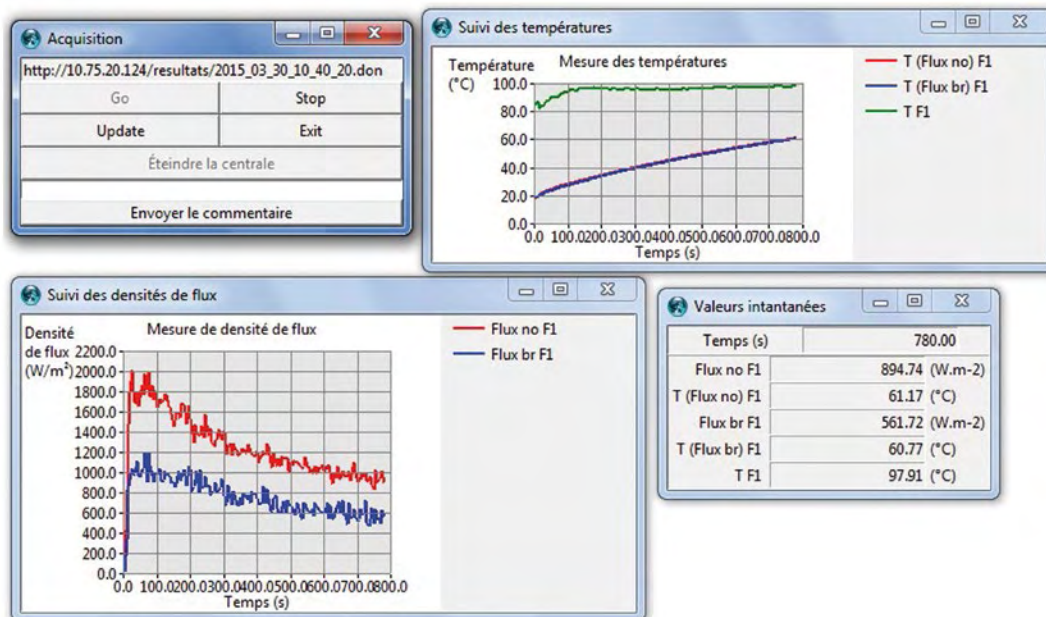 Acquisition
http://10.75.20.124/resultats/2015_03_30_10_40_20.don
Go Stop
Update Exit
Éteindre la centrale
Envoyer le commentaire
Suivi des températures
Température
(°C)
Mesure des températures
T (Flux no) F1
T (Flux br) F1
T F1
100.0
80.0
60.0
40.0
20.0
0.0
0.0 100.0200.0300.0400.0500.0600.0700.0800.0
Temps (s)
Suivi des densités de flux
Densité
de flux
(W/m²)
Mesure de densité de flux
Flux no F1
Flux br F1
2200.0
2000.0
1800.0
1600.0
1400.0
1200.0
1000.0
800.0
600.0
400.0
200.0
0.0
0.0 100.0200.0300.0400.0500.0600.0700.0800.0
Temps (s)
Valeurs intantanées
Temps (s) 780.00
Flux no F1 894.74 (W.m-2)
T (Flux no) F1 61.17 (°C)
Flux br F1 561.72 (W.m-2)
T (Flux br) F1 60.77 (°C)
T F1 97.91 (°C)